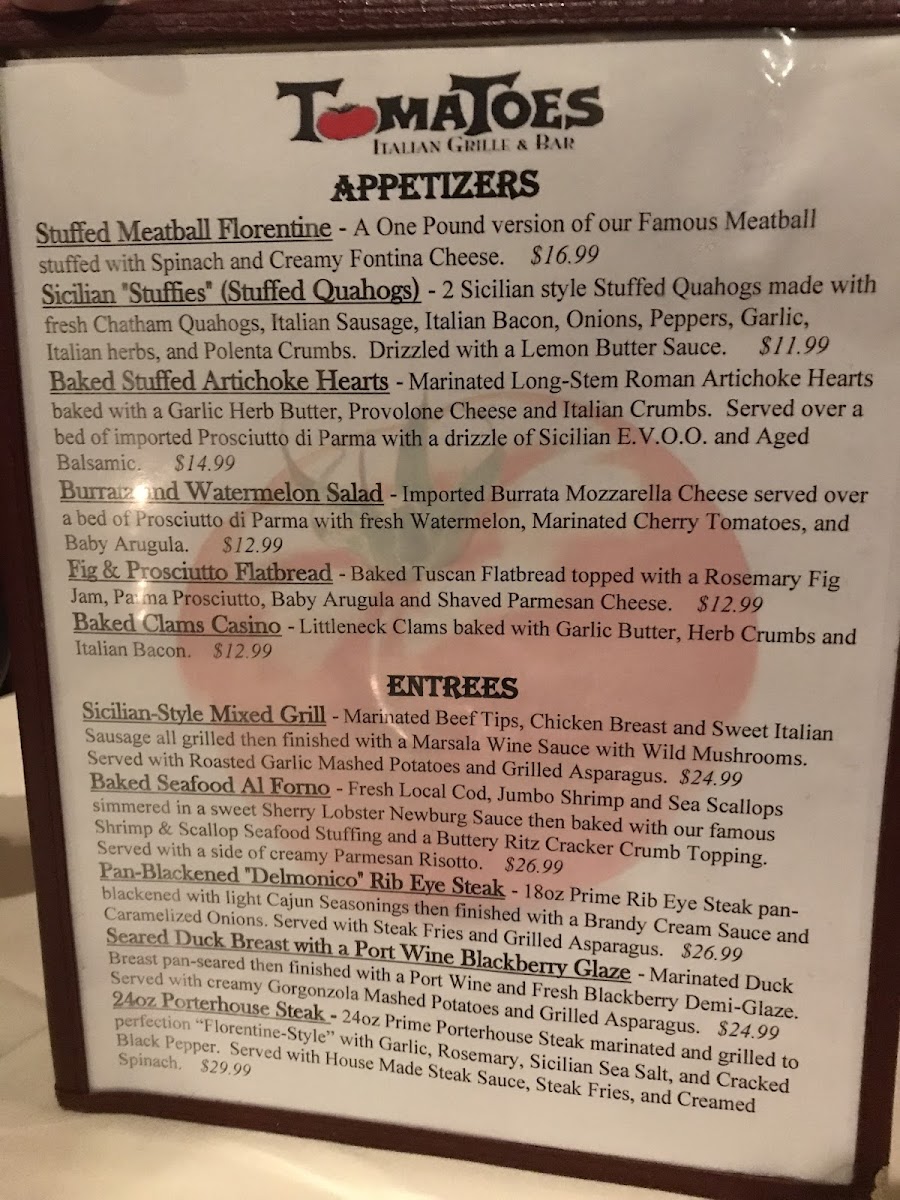 TOMATOES
ITALIAN GRILLE & BAR
APPETIZERS
Stuffed Meatball Florentine - A One Pound version of our Famous Meatball
stuffed with Spinach and Creamy Fontina Cheese. $16.99
Sicilian "Stuffies" (Stuffed Quahogs) - 2 Sicilian style Stuffed Quahogs made with
fresh Chatham Quahogs, Italian Sausage, Italian Bacon, Onions, Peppers, Garlic,
Italian herbs, and Polenta Crumbs. Drizzled with a Lemon Butter Sauce. $11.99
Baked Stuffed Artichoke Hearts - Marinated Long-Stem Roman Artichoke Hearts
baked with a Garlic Herb Butter, Provolone Cheese and Italian Crumbs. Served over a
bed of imported Prosciutto di Parma with a drizzle of Sicilian E.V.O.O. and Aged
Balsamic. $14.99
Burrata and Watermelon Salad - Imported Burrata Mozzarella Cheese served over
a bed of Prosciutto di Parma with fresh Watermelon, Marinated Cherry Tomatoes, and
Baby Arugula. $12.99
Fig & Prosciutto Flatbread - Baked Tuscan Flatbread topped with a Rosemary Fig
Jam, Parma Prosciutto, Baby Arugula and Shaved Parmesan Cheese. $12.99
Baked Clams Casino - Littleneck Clams baked with Garlic Butter, Herb Crumbs and
Italian Bacon. $12.99
ENTREES
Sicilian-Style Mixed Grill - Marinated Beef Tips, Chicken Breast and Sweet Italian
Sausage all grilled then finished with a Marsala Wine Sauce with Wild Mushrooms.
Served with Roasted Garlic Mashed Potatoes and Grilled Asparagus. $24.99
Baked Seafood Al Forno - Fresh Local Cod, Jumbo Shrimp and Sea Scallops
simmered in a sweet Sherry Lobster Newburg Sauce then baked with our famous
Shrimp & Scallop Seafood Stuffing and a Buttery Ritz Cracker Crumb Topping.
Served with a side of creamy Parmesan Risotto. $26.99
Pan-Blackened "Delmonico" Rib Eye Steak - 18oz Prime Rib Eye Steak pan-
blackened with light Cajun Seasonings then finished with a Brandy Cream Sauce and
Caramelized Onions. Served with Steak Fries and Grilled Asparagus. $26.99
Seared Duck Breast with a Port Wine Blackberry Glaze - Marinated Duck
Breast pan-seared then finished with a Port Wine and Fresh Blackberry Demi-Glaze.
Served with creamy Gorgonzola Mashed Potatoes and Grilled Asparagus. $24.99
24oz Porterhouse Steak - 24oz Prime Porterhouse Steak marinated and grilled to
perfection "Florentine-Style" with Garlic, Rosemary, Sicilian Sea Salt, and Cracked
Black Pepper. Served with House Made Steak Sauce, Steak Fries, and Creamed
Spinach. $29.99